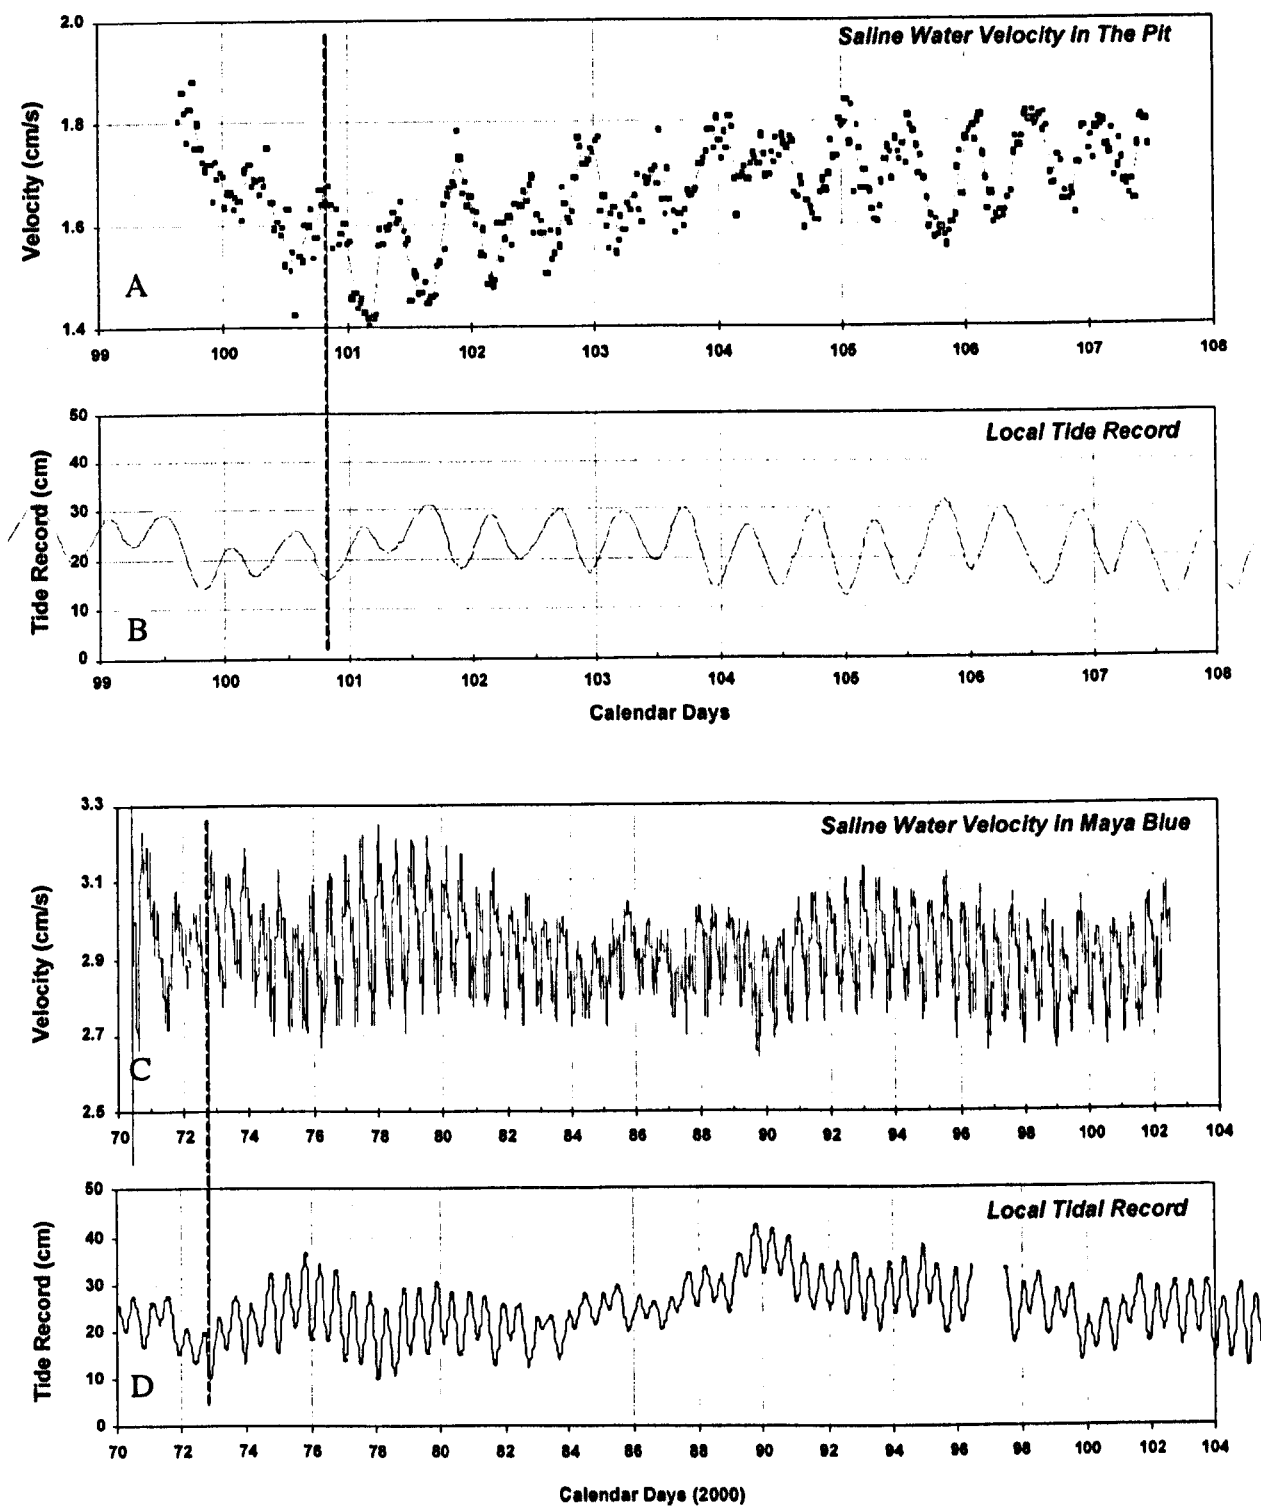 Saline Water Velocity in The Pit
Velocity (cm/s)
2.0
1.8
1.6
1.4
A
99 100 101 102 103 104 105 106 107 108
Local Tide Record
Tide Record (cm)
50
40
30
20
10
0
B
99 100 101 102 103 104 105 106 107 108
Calendar Days
Saline Water Velocity in Maya Blue
Velocity (cm/s)
3.3
3.1
2.9
2.7
2.5
C
70 72 74 76 78 80 82 84 86 88 90 92 94 96 98 100 102 104
Local Tidal Record
Tide Record (cm)
50
40
30
20
10
0
D
70 72 74 76 78 80 82 84 86 88 90 92 94 96 98 100 102 104
Calendar Days (2000)